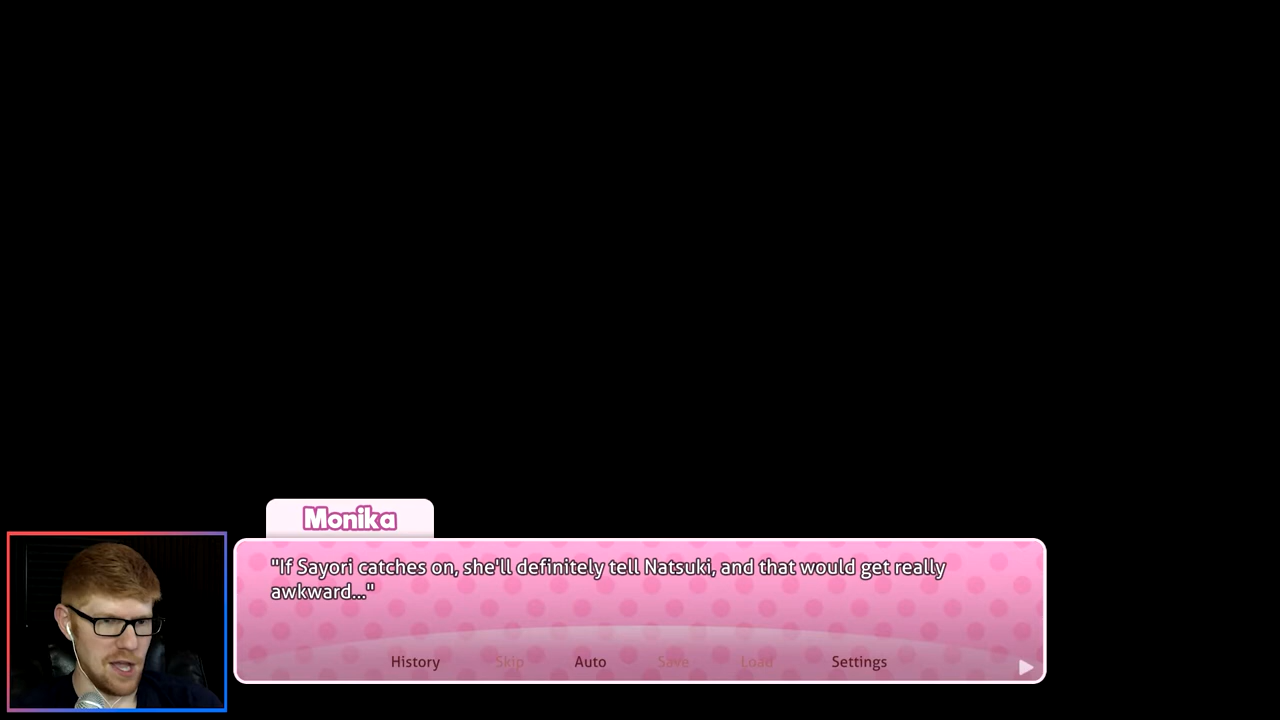 Monika
"If Sayori catches on, she'll definitely tell Natsuki, and that would get really
awkward..."
History Skip Auto Save Load Settings